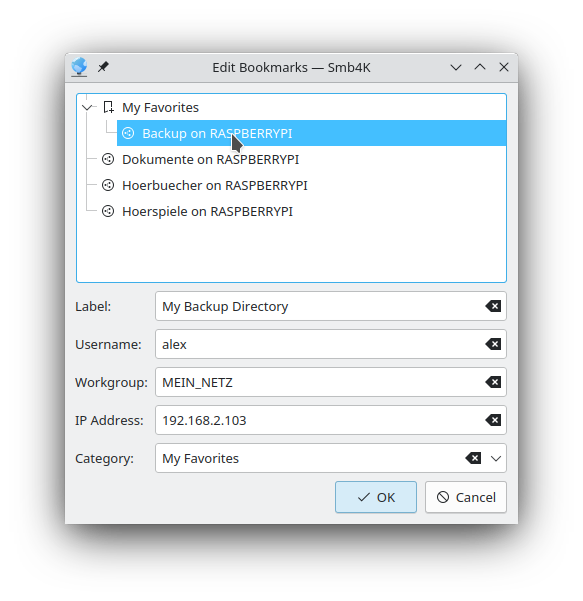 Edit Bookmarks — Smb4K
My Favorites
Backup on RASPBERRYPI
Dokumente on RASPBERRYPI
Hoerbuecher on RASPBERRYPI
Hoerspiele on RASPBERRYPI
Label: My Backup Directory
Username: alex
Workgroup: MEIN_NETZ
IP Address: 192.168.2.103
Category: My Favorites
OK Cancel